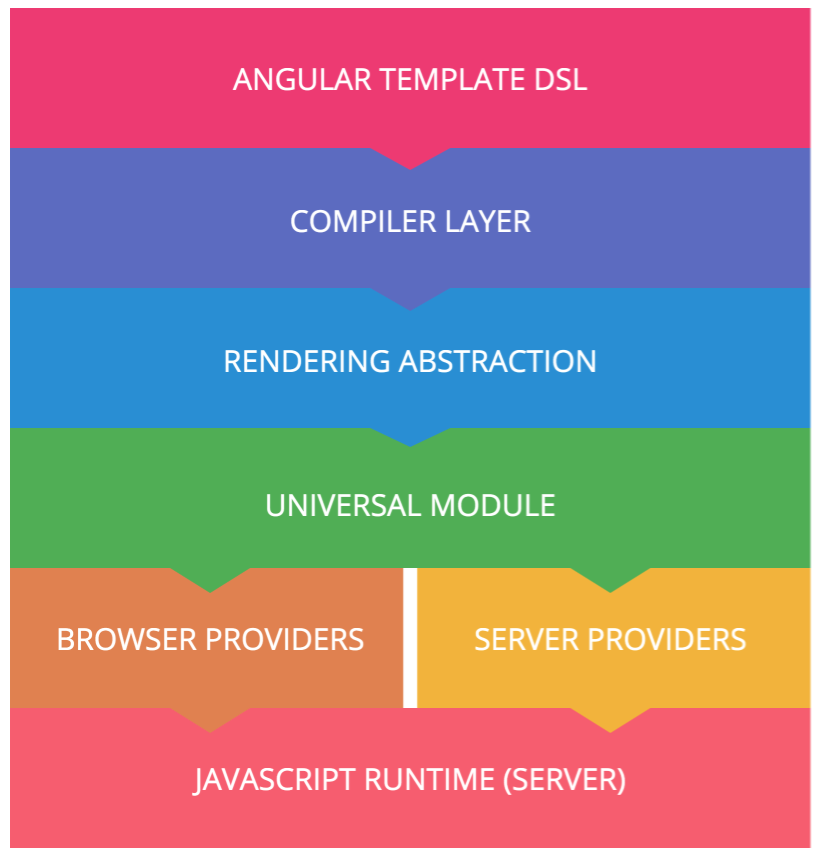 ANGULAR TEMPLATE DSL
COMPILER LAYER
RENDERING ABSTRACTION
UNIVERSAL MODULE
BROWSER PROVIDERS
SERVER PROVIDERS
JAVASCRIPT RUNTIME (SERVER)